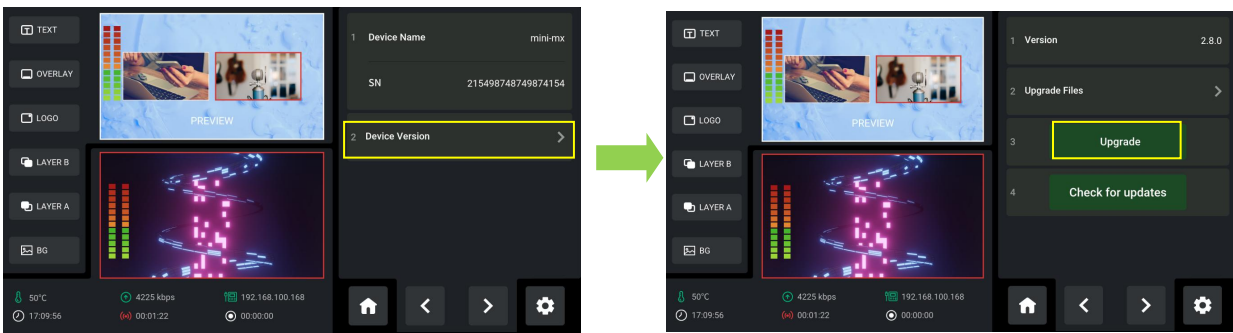 TEXT
OVERLAY
LOGO
LAYER B
LAYER A
BG
PREVIEW
1 Device Name mini-mx
SN 215498748749874154
2 Device Version
50°C 4225 kbps 192.168.100.168
17:09:56 00:01:22 00:00:00
TEXT
OVERLAY
LOGO
LAYER B
LAYER A
BG
PREVIEW
1 Version 2.8.0
2 Upgrade Files
3 Upgrade
4 Check for updates
50°C 4225 kbps 192.168.100.168
17:09:56 00:01:22 00:00:00